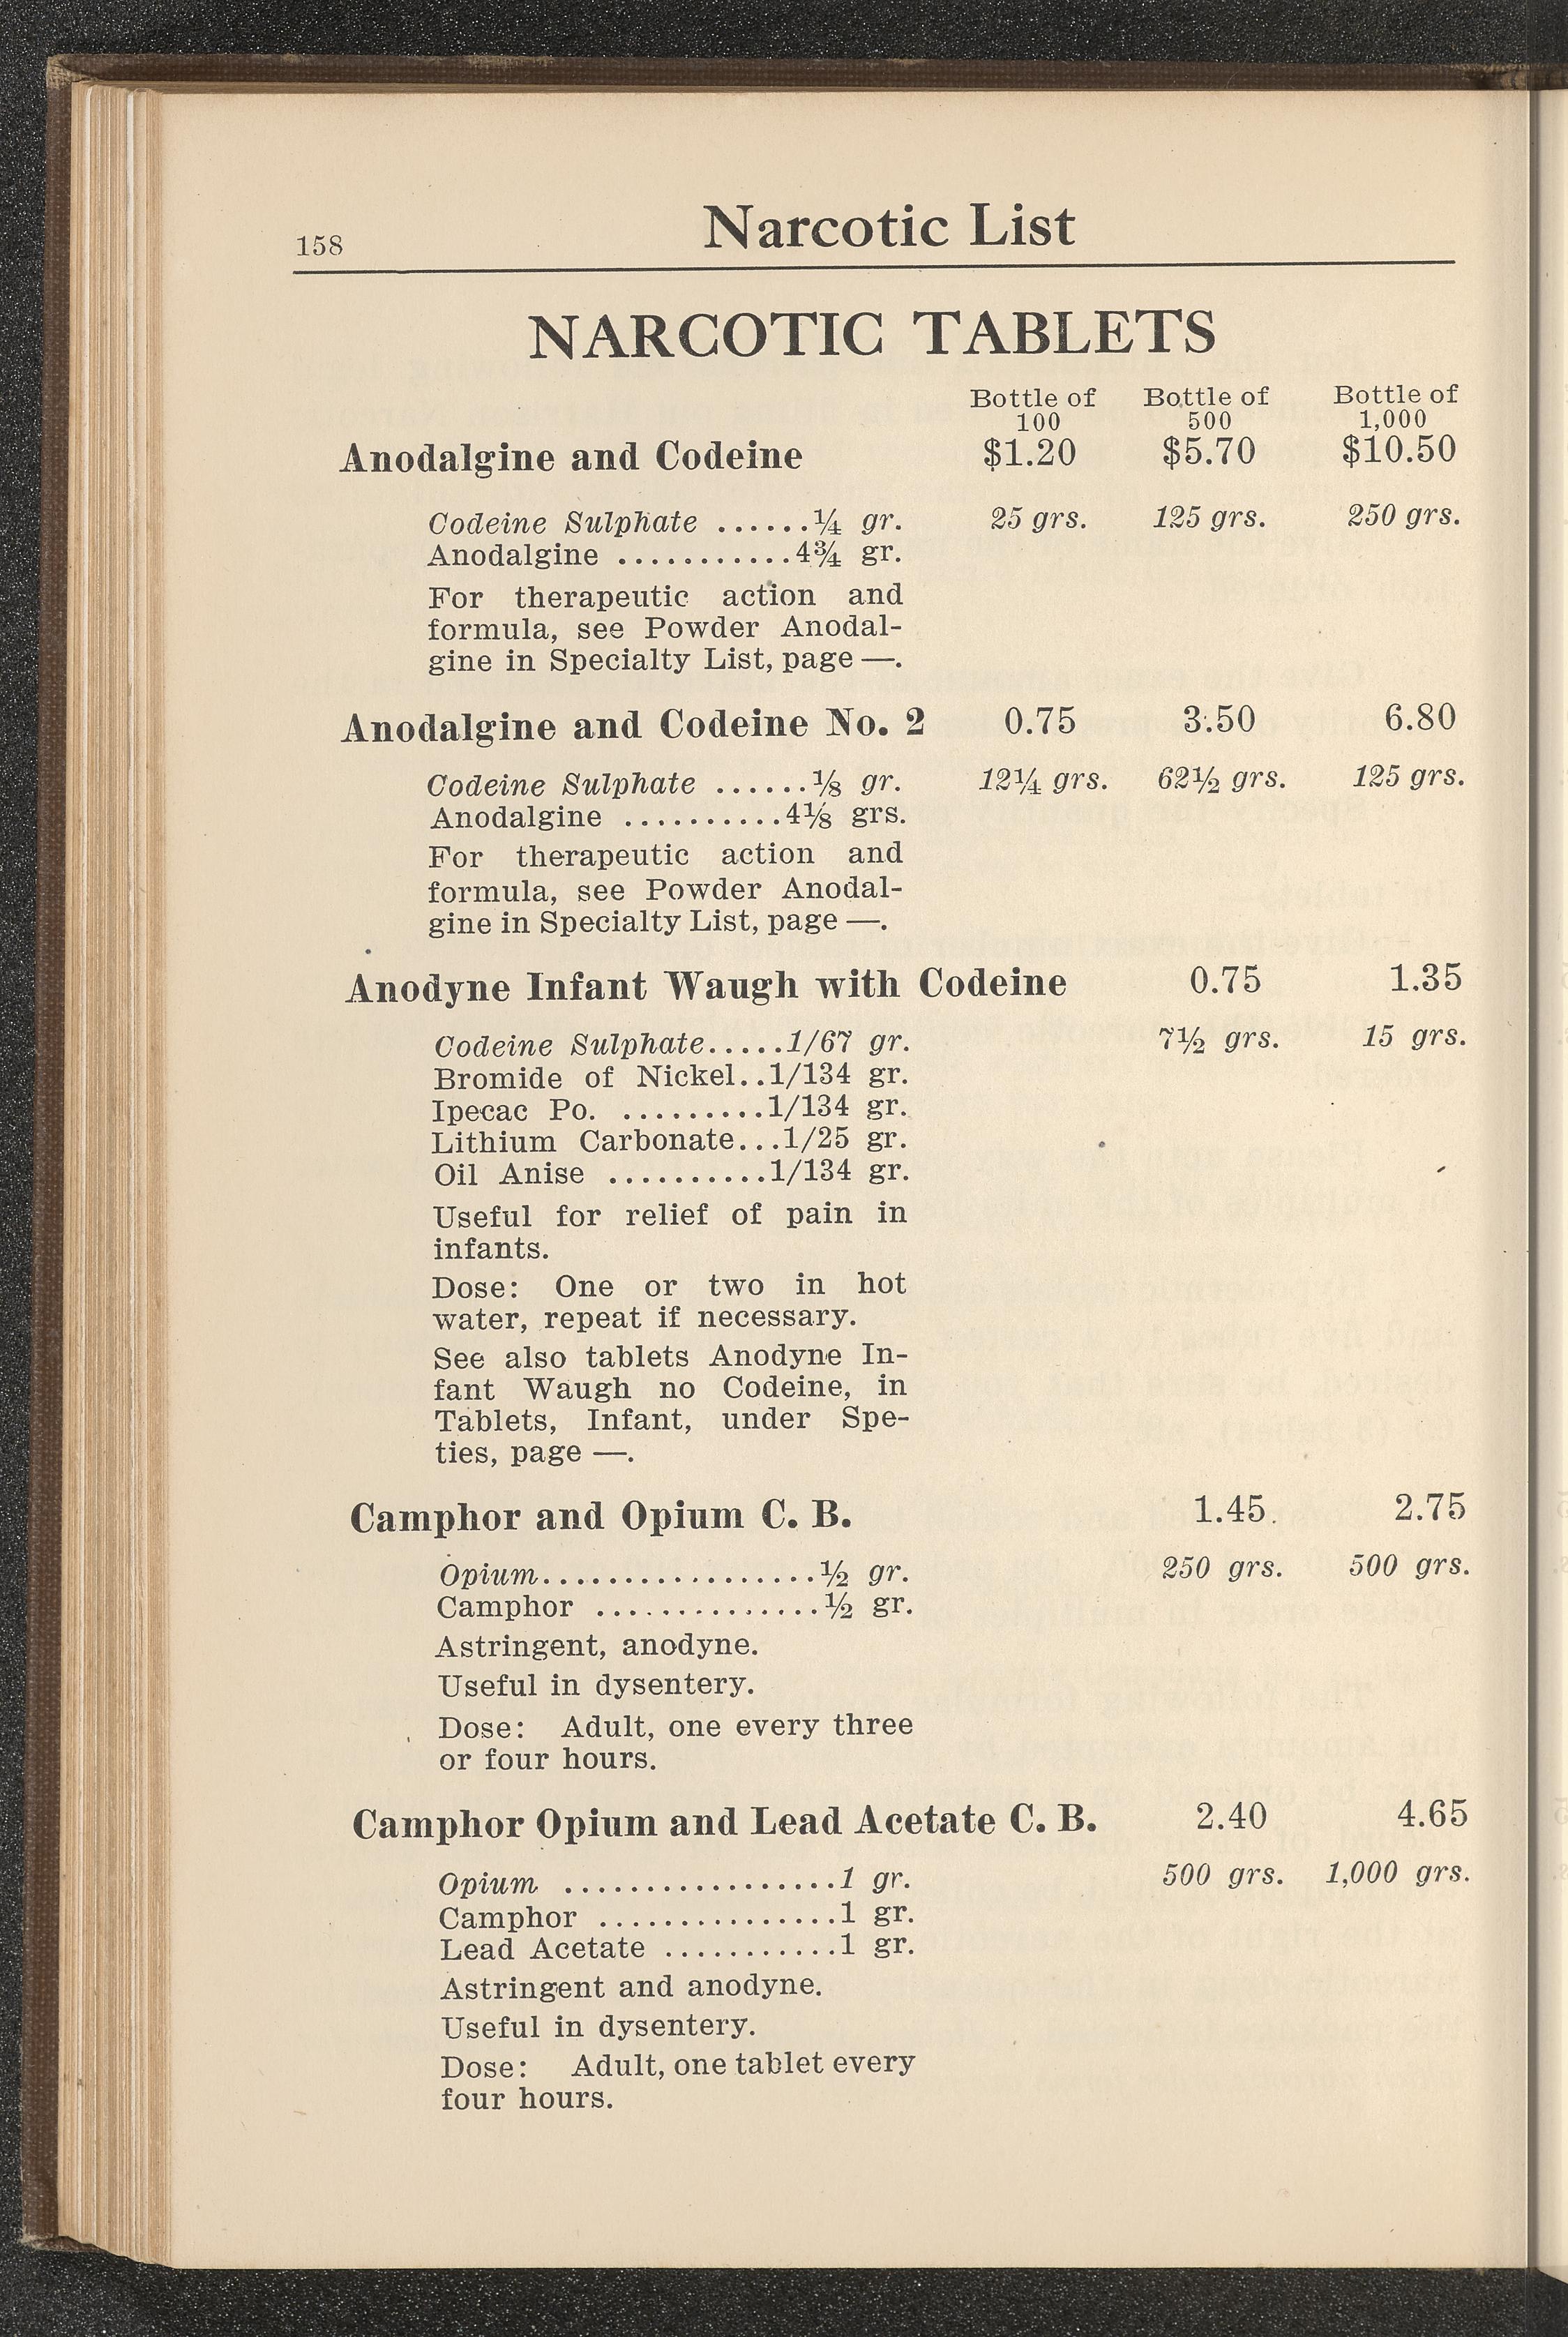 158 Narcotic List
NARCOTIC TABLETS
Bottle of Bottle of Bottle of
100 500 1,000
Anodalgine and Codeine $1.20 $5.70 $10.50
Codeine Sulphate ......¼ gr. 25 grs. 125 grs. 250 grs.
Anodalgine ...........4¾ gr.
For therapeutic action and
formula, see Powder Anodal-
gine in Specialty List, page —.
Anodalgine and Codeine No. 2 0.75 3.50 6.80
Codeine Sulphate ......⅛ gr. 12¼ grs. 62½ grs. 125 grs.
Anodalgine ..........4⅛ grs.
For therapeutic action and
formula, see Powder Anodal-
gine in Specialty List, page —.
Anodyne Infant Waugh with Codeine 0.75 1.35
Codeine Sulphate.....1/67 gr. 7½ grs. 15 grs.
Bromide of Nickel..1/134 gr.
Ipecac Po. .........1/134 gr.
Lithium Carbonate...1/25 gr.
Oil Anise ..........1/134 gr.
Useful for relief of pain in
infants.
Dose: One or two in hot
water, repeat if necessary.
See also tablets Anodyne In-
fant Waugh no Codeine, in
Tablets, Infant, under Spe-
ties, page —.
Camphor and Opium C. B. 1.45 2.75
Opium.................½ gr. 250 grs. 500 grs.
Camphor ..............½ gr.
Astringent, anodyne.
Useful in dysentery.
Dose: Adult, one every three
or four hours.
Camphor Opium and Lead Acetate C. B. 2.40 4.65
Opium .................1 gr. 500 grs. 1,000 grs.
Camphor ...............1 gr.
Lead Acetate ...........1 gr.
Astringent and anodyne.
Useful in dysentery.
Dose: Adult, one tablet every
four hours.